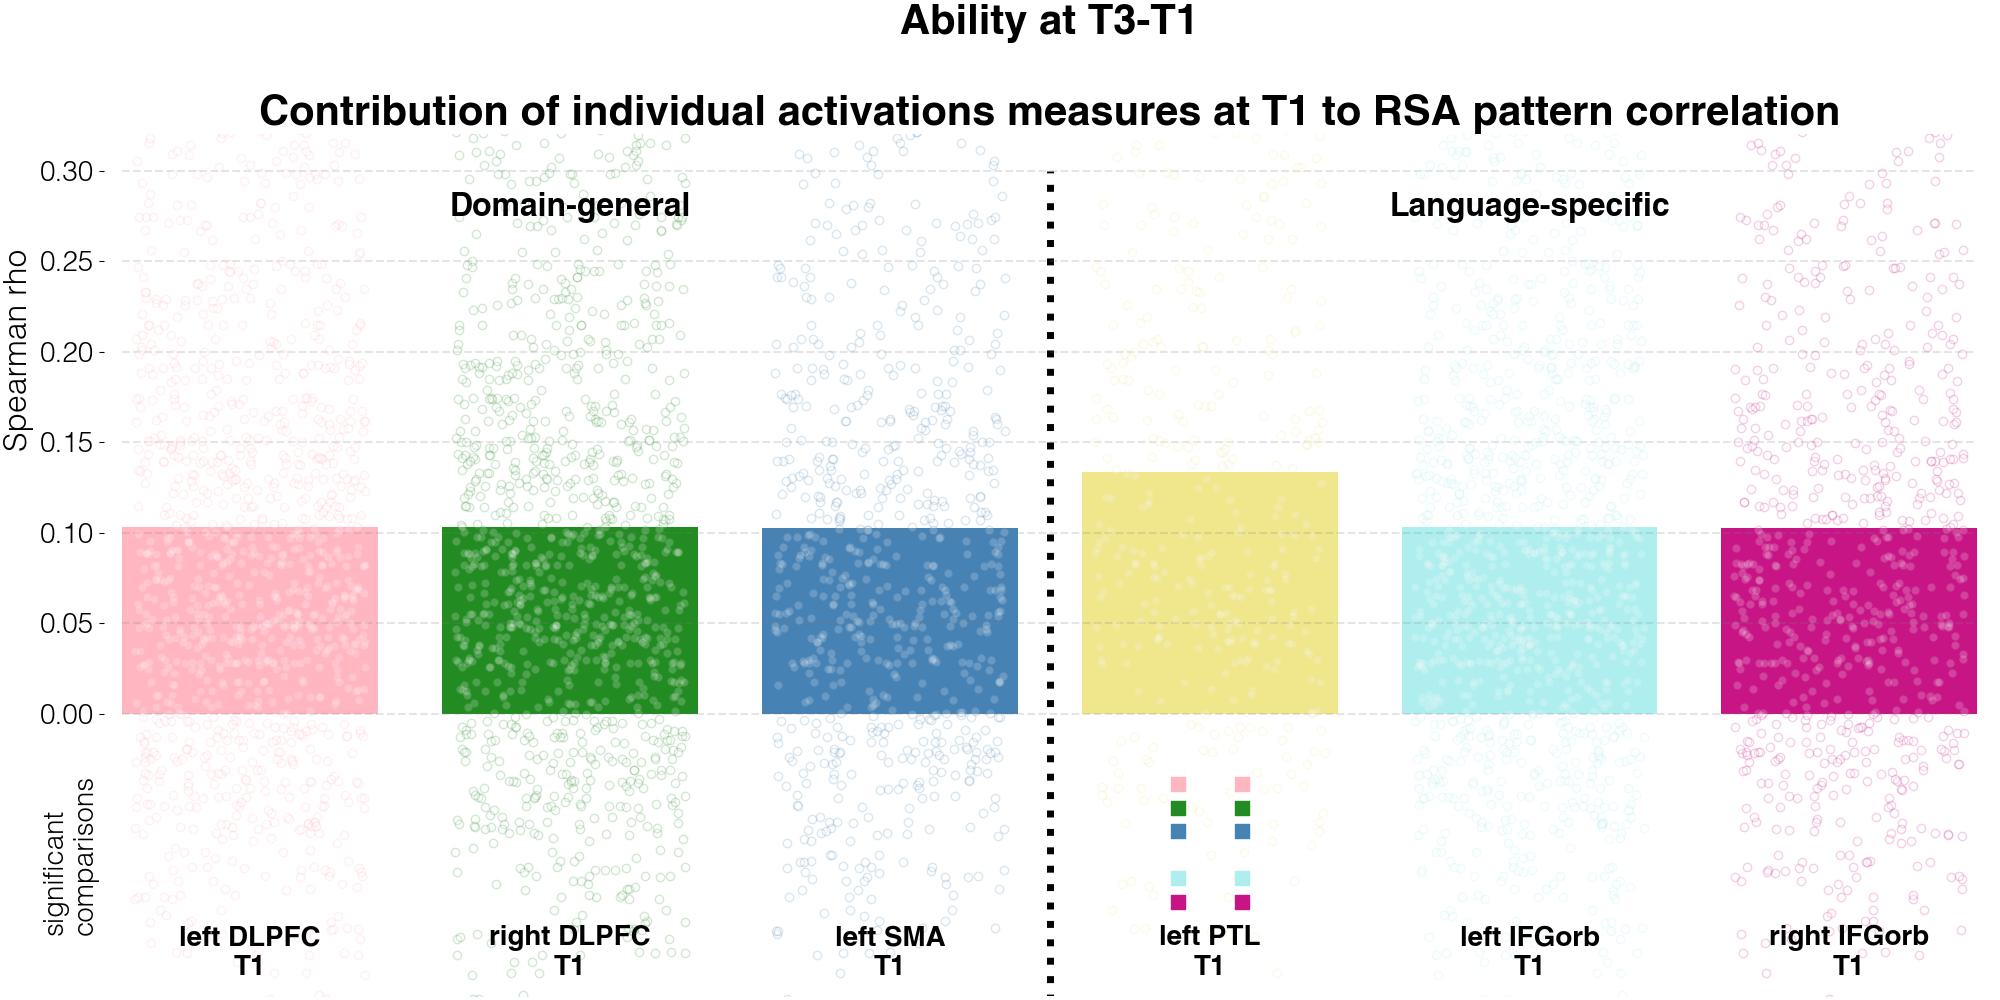 Ability at T3-T1
Contribution of individual activations measures at T1 to RSA pattern correlation
Domain-general
Language-specific
Spearman rho
0.30
0.25
0.20
0.15
0.10
0.05
0.00
significant
comparisons
left DLPFC
T1
right DLPFC
T1
left SMA
T1
left PTL
T1
left IFGorb
T1
right IFGorb
T1